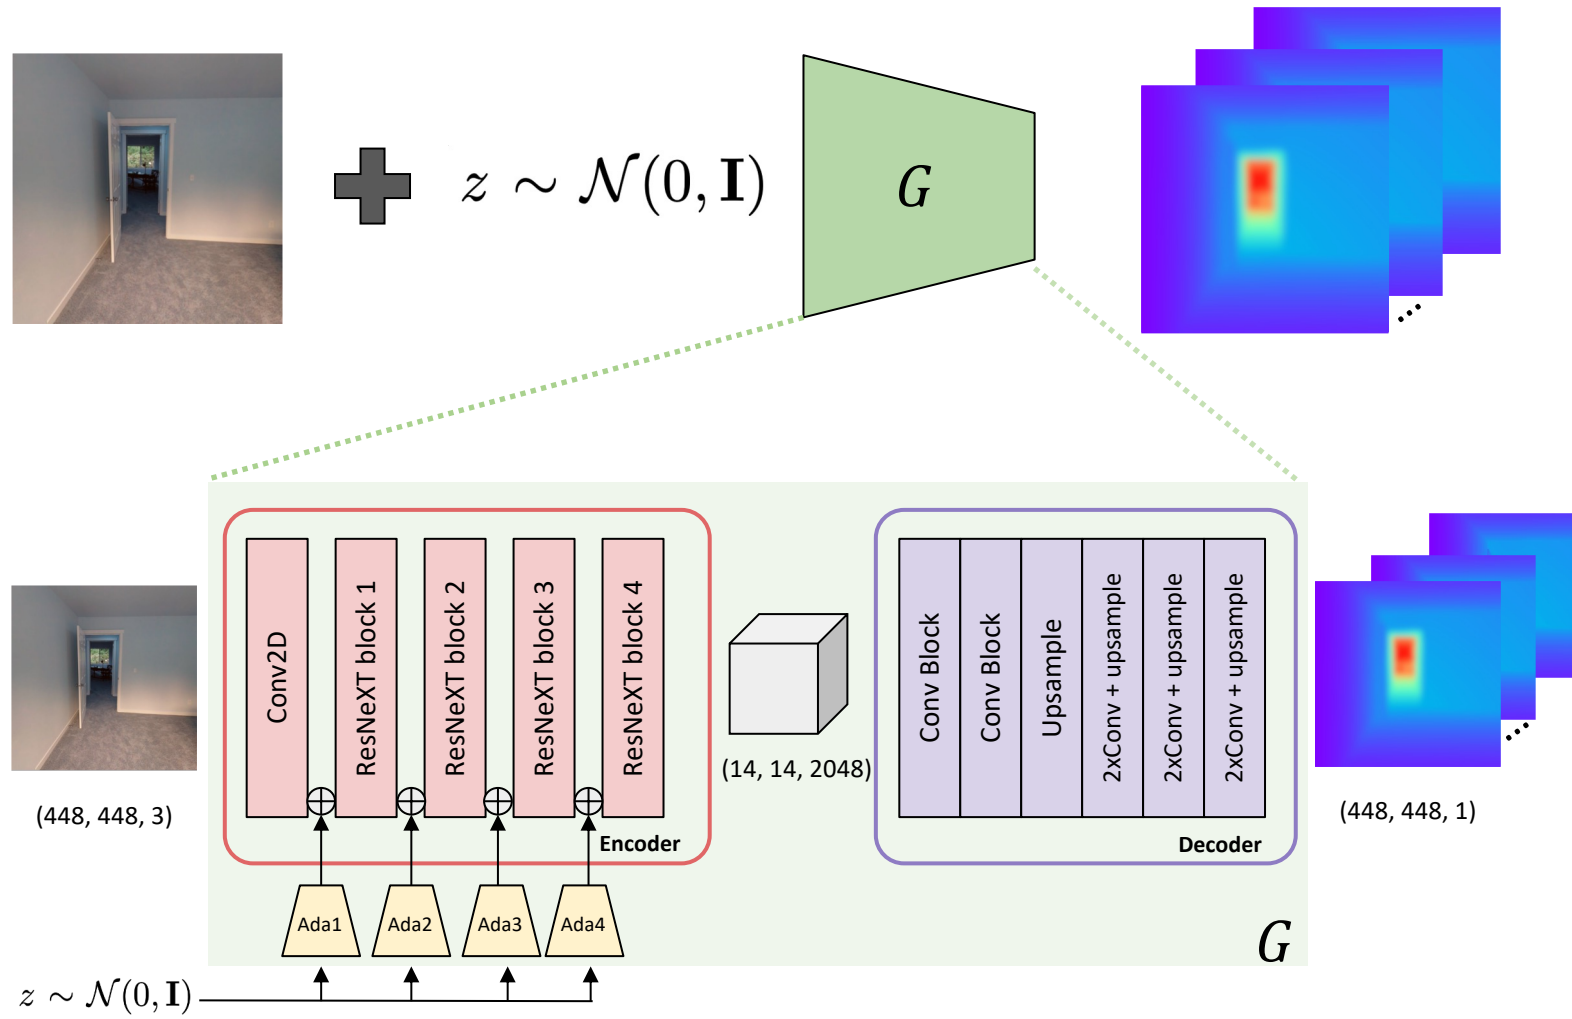 z ∼ 𝒩(0, 𝐈)
G
Conv2D
ResNeXT block 1
ResNeXT block 2
ResNeXT block 3
ResNeXT block 4
Encoder
(14, 14, 2048)
Conv Block
Conv Block
Upsample
2xConv + upsample
2xConv + upsample
2xConv + upsample
Decoder
(448, 448, 3)
(448, 448, 1)
Ada1
Ada2
Ada3
Ada4
G
z ∼ 𝒩(0, 𝐈)